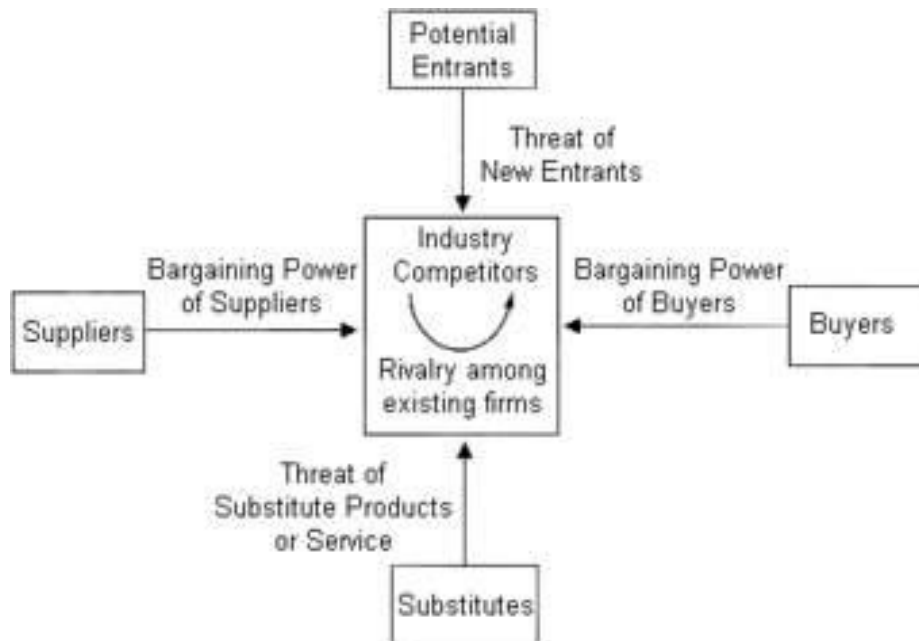 Potential
Entrants
Threat of
New Entrants
Industry
Competitors
Bargaining Power
of Suppliers
Bargaining Power
of Buyers
Suppliers
Buyers
Rivalry among
existing firms
Threat of
Substitute Products
or Service
Substitutes